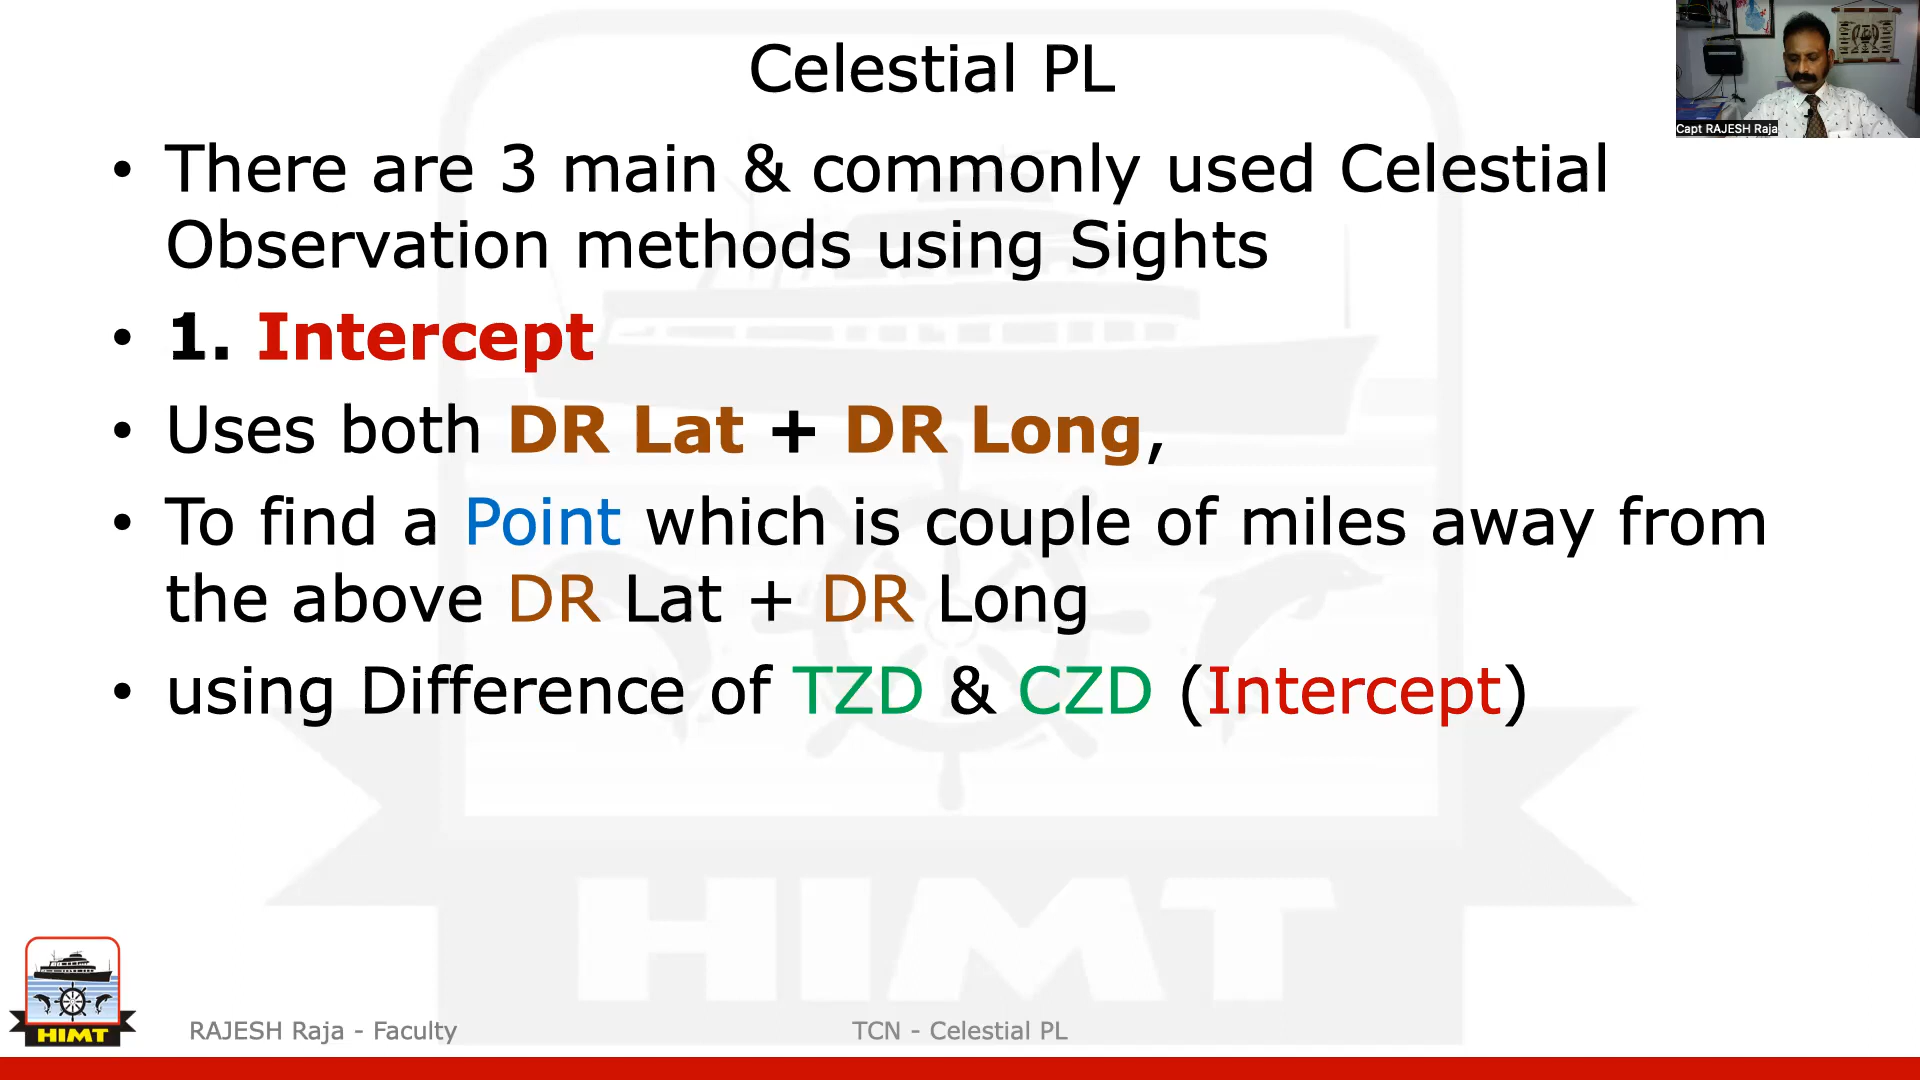 Celestial PL
Capt RAJESH Raja
• There are 3 main & commonly used Celestial
Observation methods using Sights
• 1. Intercept
• Uses both DR Lat + DR Long,
• To find a Point which is couple of miles away from
the above DR Lat + DR Long
• using Difference of TZD & CZD (Intercept)
HIMT
HIMT
RAJESH Raja - Faculty
TCN - Celestial PL